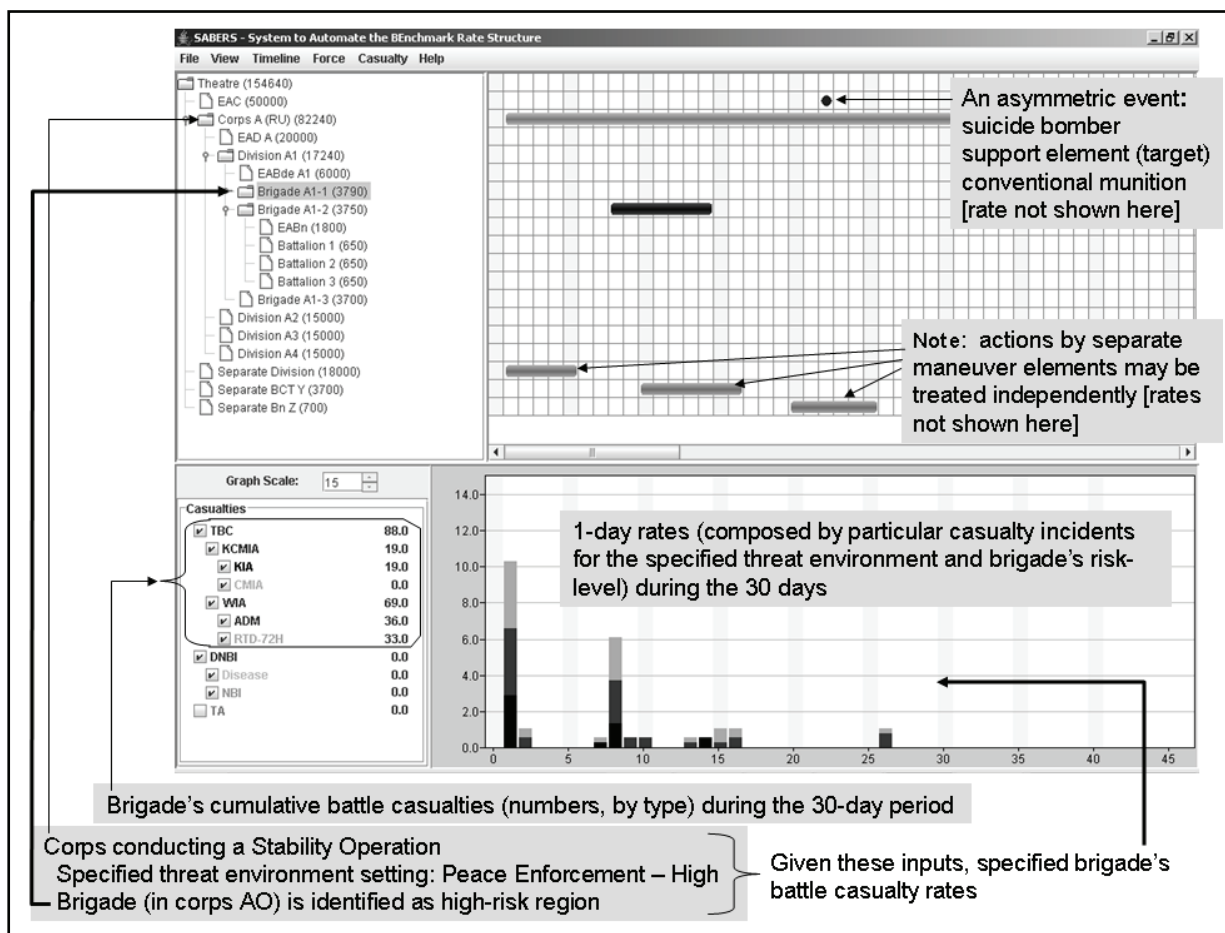 SABERS - System to Automate the BEnchmark Rate Structure
File View Timeline Force Casualty Help
Theatre (154640)
EAC (50000)
Corps A (RU) (82240)
EAD A (20000)
Division A1 (17240)
EABde A1 (6000)
Brigade A1-1 (3790)
Brigade A1-2 (3750)
EABn (1800)
Battalion 1 (650)
Battalion 2 (650)
Battalion 3 (650)
Brigade A1-3 (3700)
Division A2 (15000)
Division A3 (15000)
Division A4 (15000)
Separate Division (18000)
Separate BCT Y (3700)
Separate Bn Z (700)
An asymmetric event:
suicide bomber
support element (target)
conventional munition
[rate not shown here]
Note: actions by separate
maneuver elements may be
treated independently [rates
not shown here]
Graph Scale: 15
Casualties
TBC 88.0
KCMIA 19.0
KIA 19.0
CMIA 0.0
WIA 69.0
ADM 36.0
RTD-72H 33.0
DNBI 0.0
Disease 0.0
NBI 0.0
TA 0.0
14.0
12.0
10.0
8.0
6.0
4.0
2.0
0.0
0 5 10 15 20 25 30 35 40 45
1-day rates (composed by particular casualty incidents
for the specified threat environment and brigade's risk-
level) during the 30 days
Brigade's cumulative battle casualties (numbers, by type) during the 30-day period
Corps conducting a Stability Operation
Specified threat environment setting: Peace Enforcement – High
Brigade (in corps AO) is identified as high-risk region
Given these inputs, specified brigade's
battle casualty rates